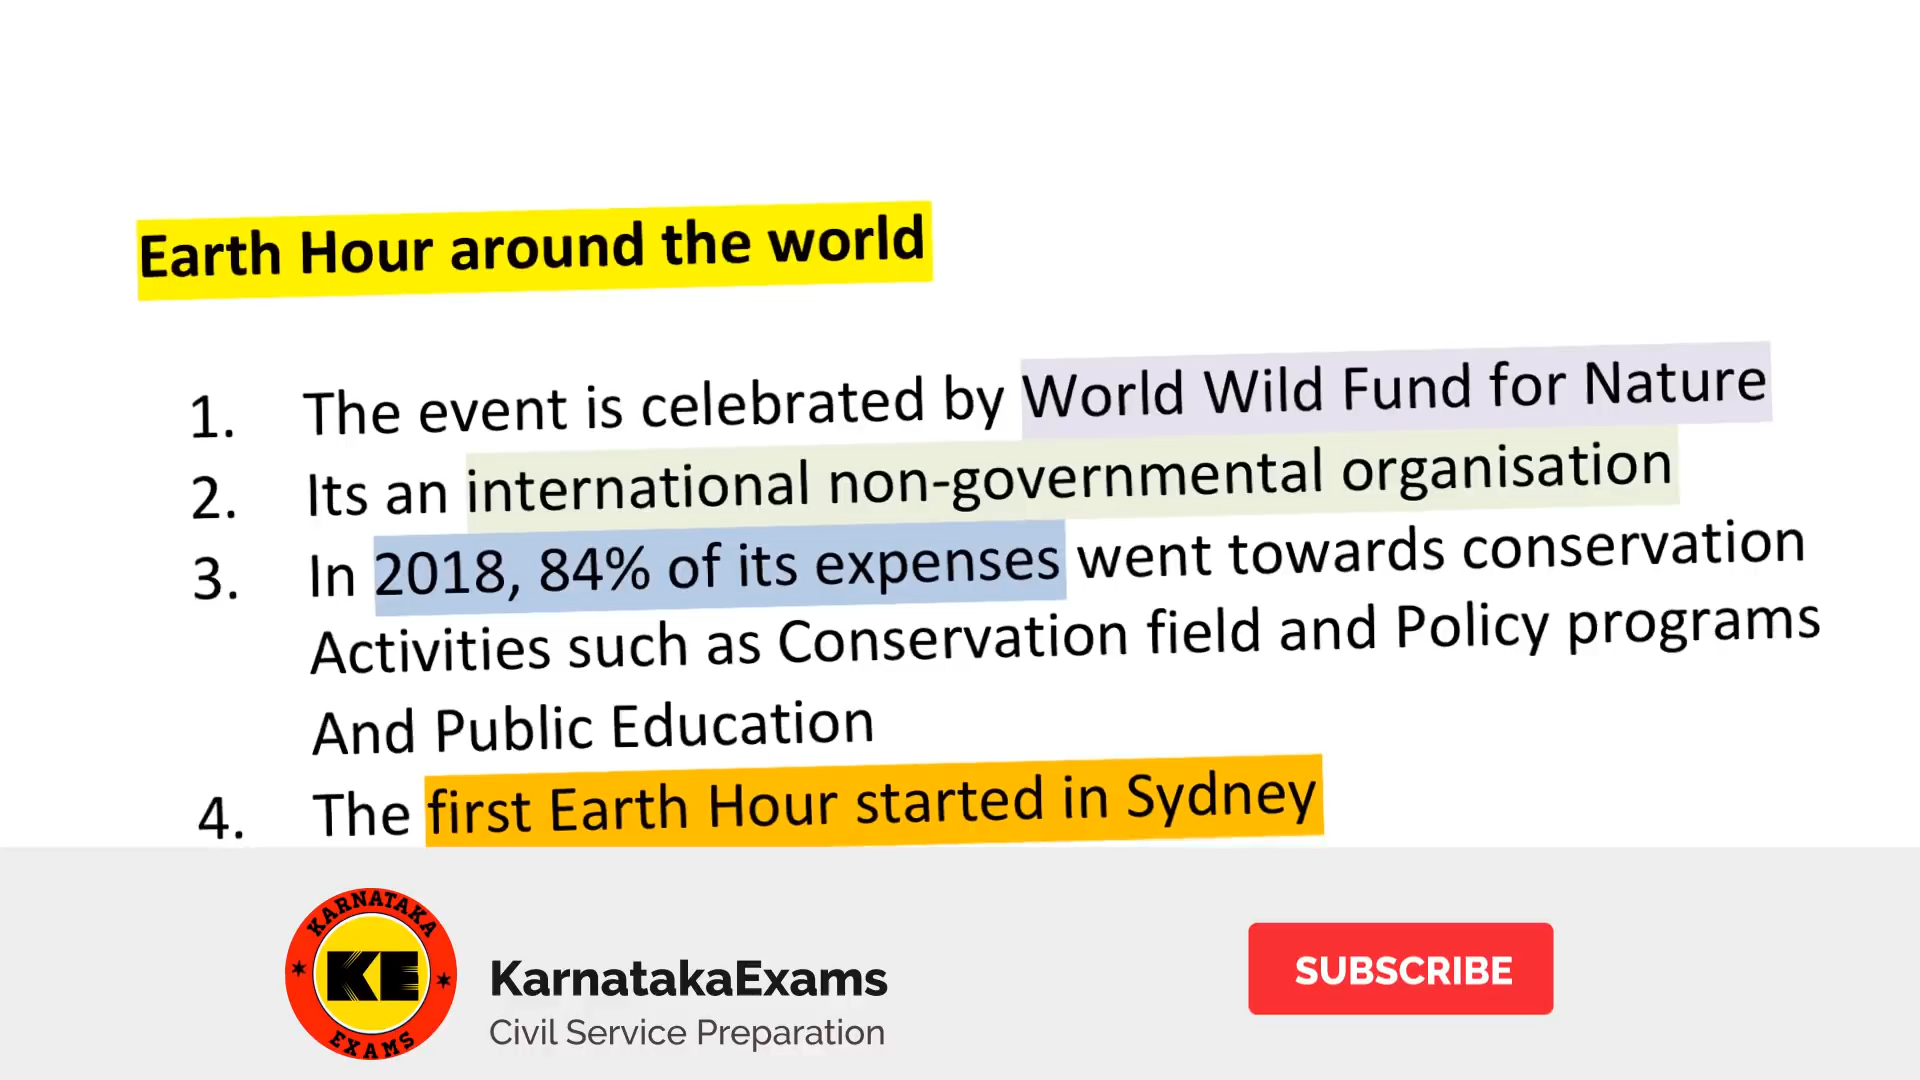 Earth Hour around the world
1. The event is celebrated by World Wild Fund for Nature
2. Its an international non-governmental organisation
3. In 2018, 84% of its expenses went towards conservation
Activities such as Conservation field and Policy programs
And Public Education
4. The first Earth Hour started in Sydney
KARNATAKA
KE
EXAMS
KarnatakaExams
Civil Service Preparation
SUBSCRIBE